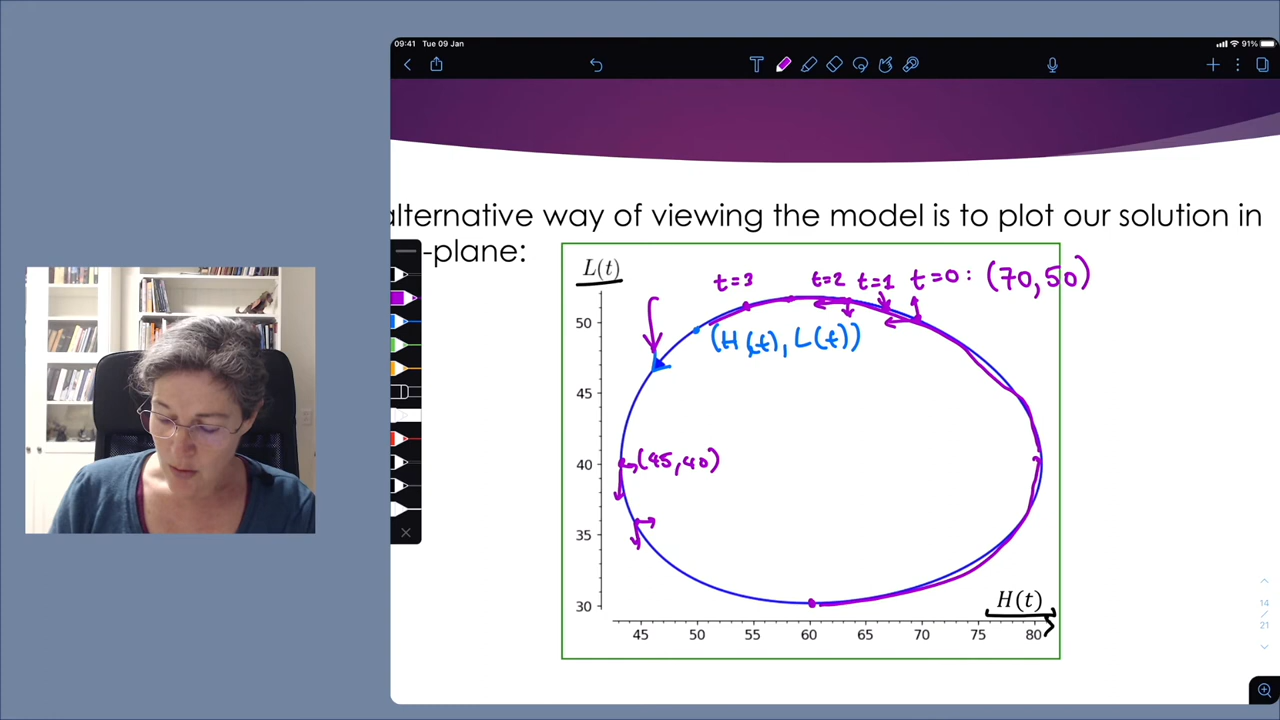 09:41 Tue 09 Jan
91%
T
alternative way of viewing the model is to plot our solution in
-plane:
L(t)
t=3
t=2
t=1
t=0: (70,50)
50
(H(t), L(t))
45
40
(45,40)
35
30
H(t)
45 50 55 60 65 70 75 80
14
/
21